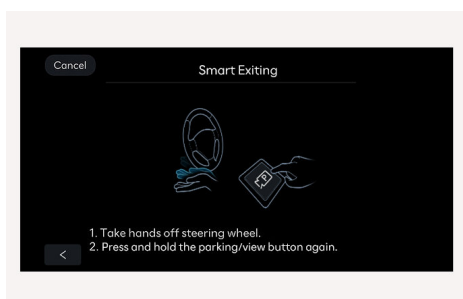 Cancel
Smart Exiting
P
1. Take hands off steering wheel.
2. Press and hold the parking/view button again.
<